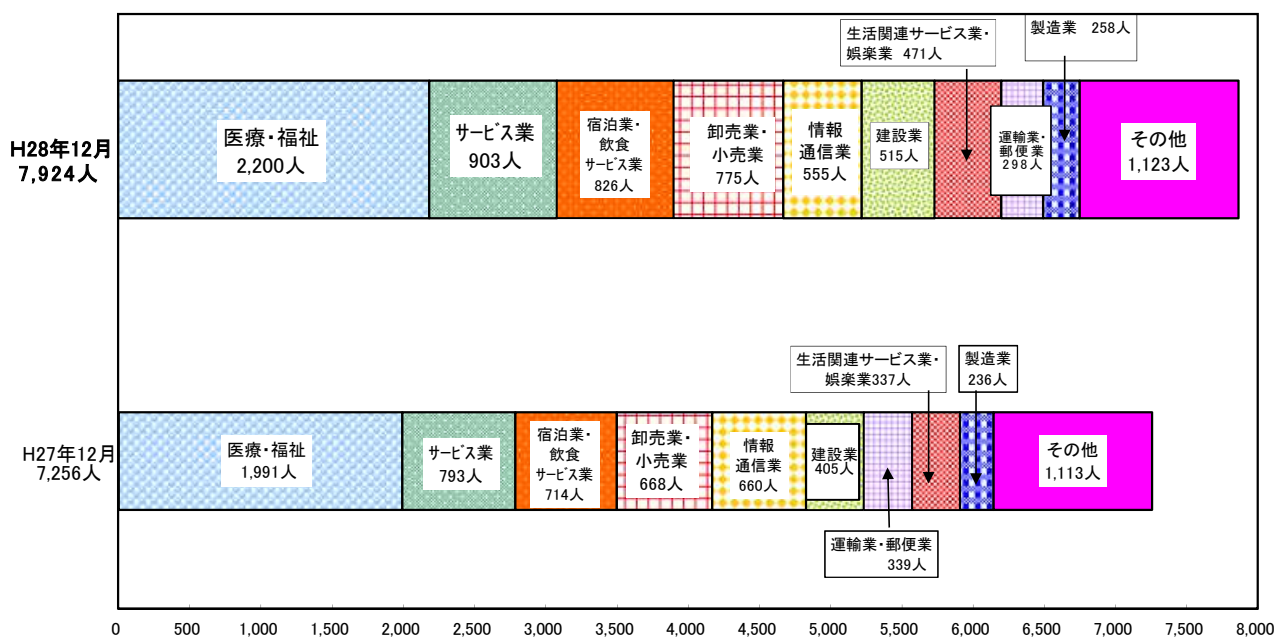 生活関連サービス業・
娯楽業 471人
製造業 258人
H28年12月
7,924人
医療・福祉
2,200人
サービス業
903人
宿泊業・
飲食
サービス業
826人
卸売業・
小売業
775人
情報
通信業
555人
建設業
515人
運輸業・
郵便業
298人
その他
1,123人
生活関連サービス業・
娯楽業337人
製造業
236人
H27年12月
7,256人
医療・福祉
1,991人
サービス業
793人
宿泊業・
飲食
サービス業
714人
卸売業・
小売業
668人
情報
通信業
660人
建設業
405人
その他
1,113人
運輸業・郵便業
339人
0 500 1,000 1,500 2,000 2,500 3,000 3,500 4,000 4,500 5,000 5,500 6,000 6,500 7,000 7,500 8,000